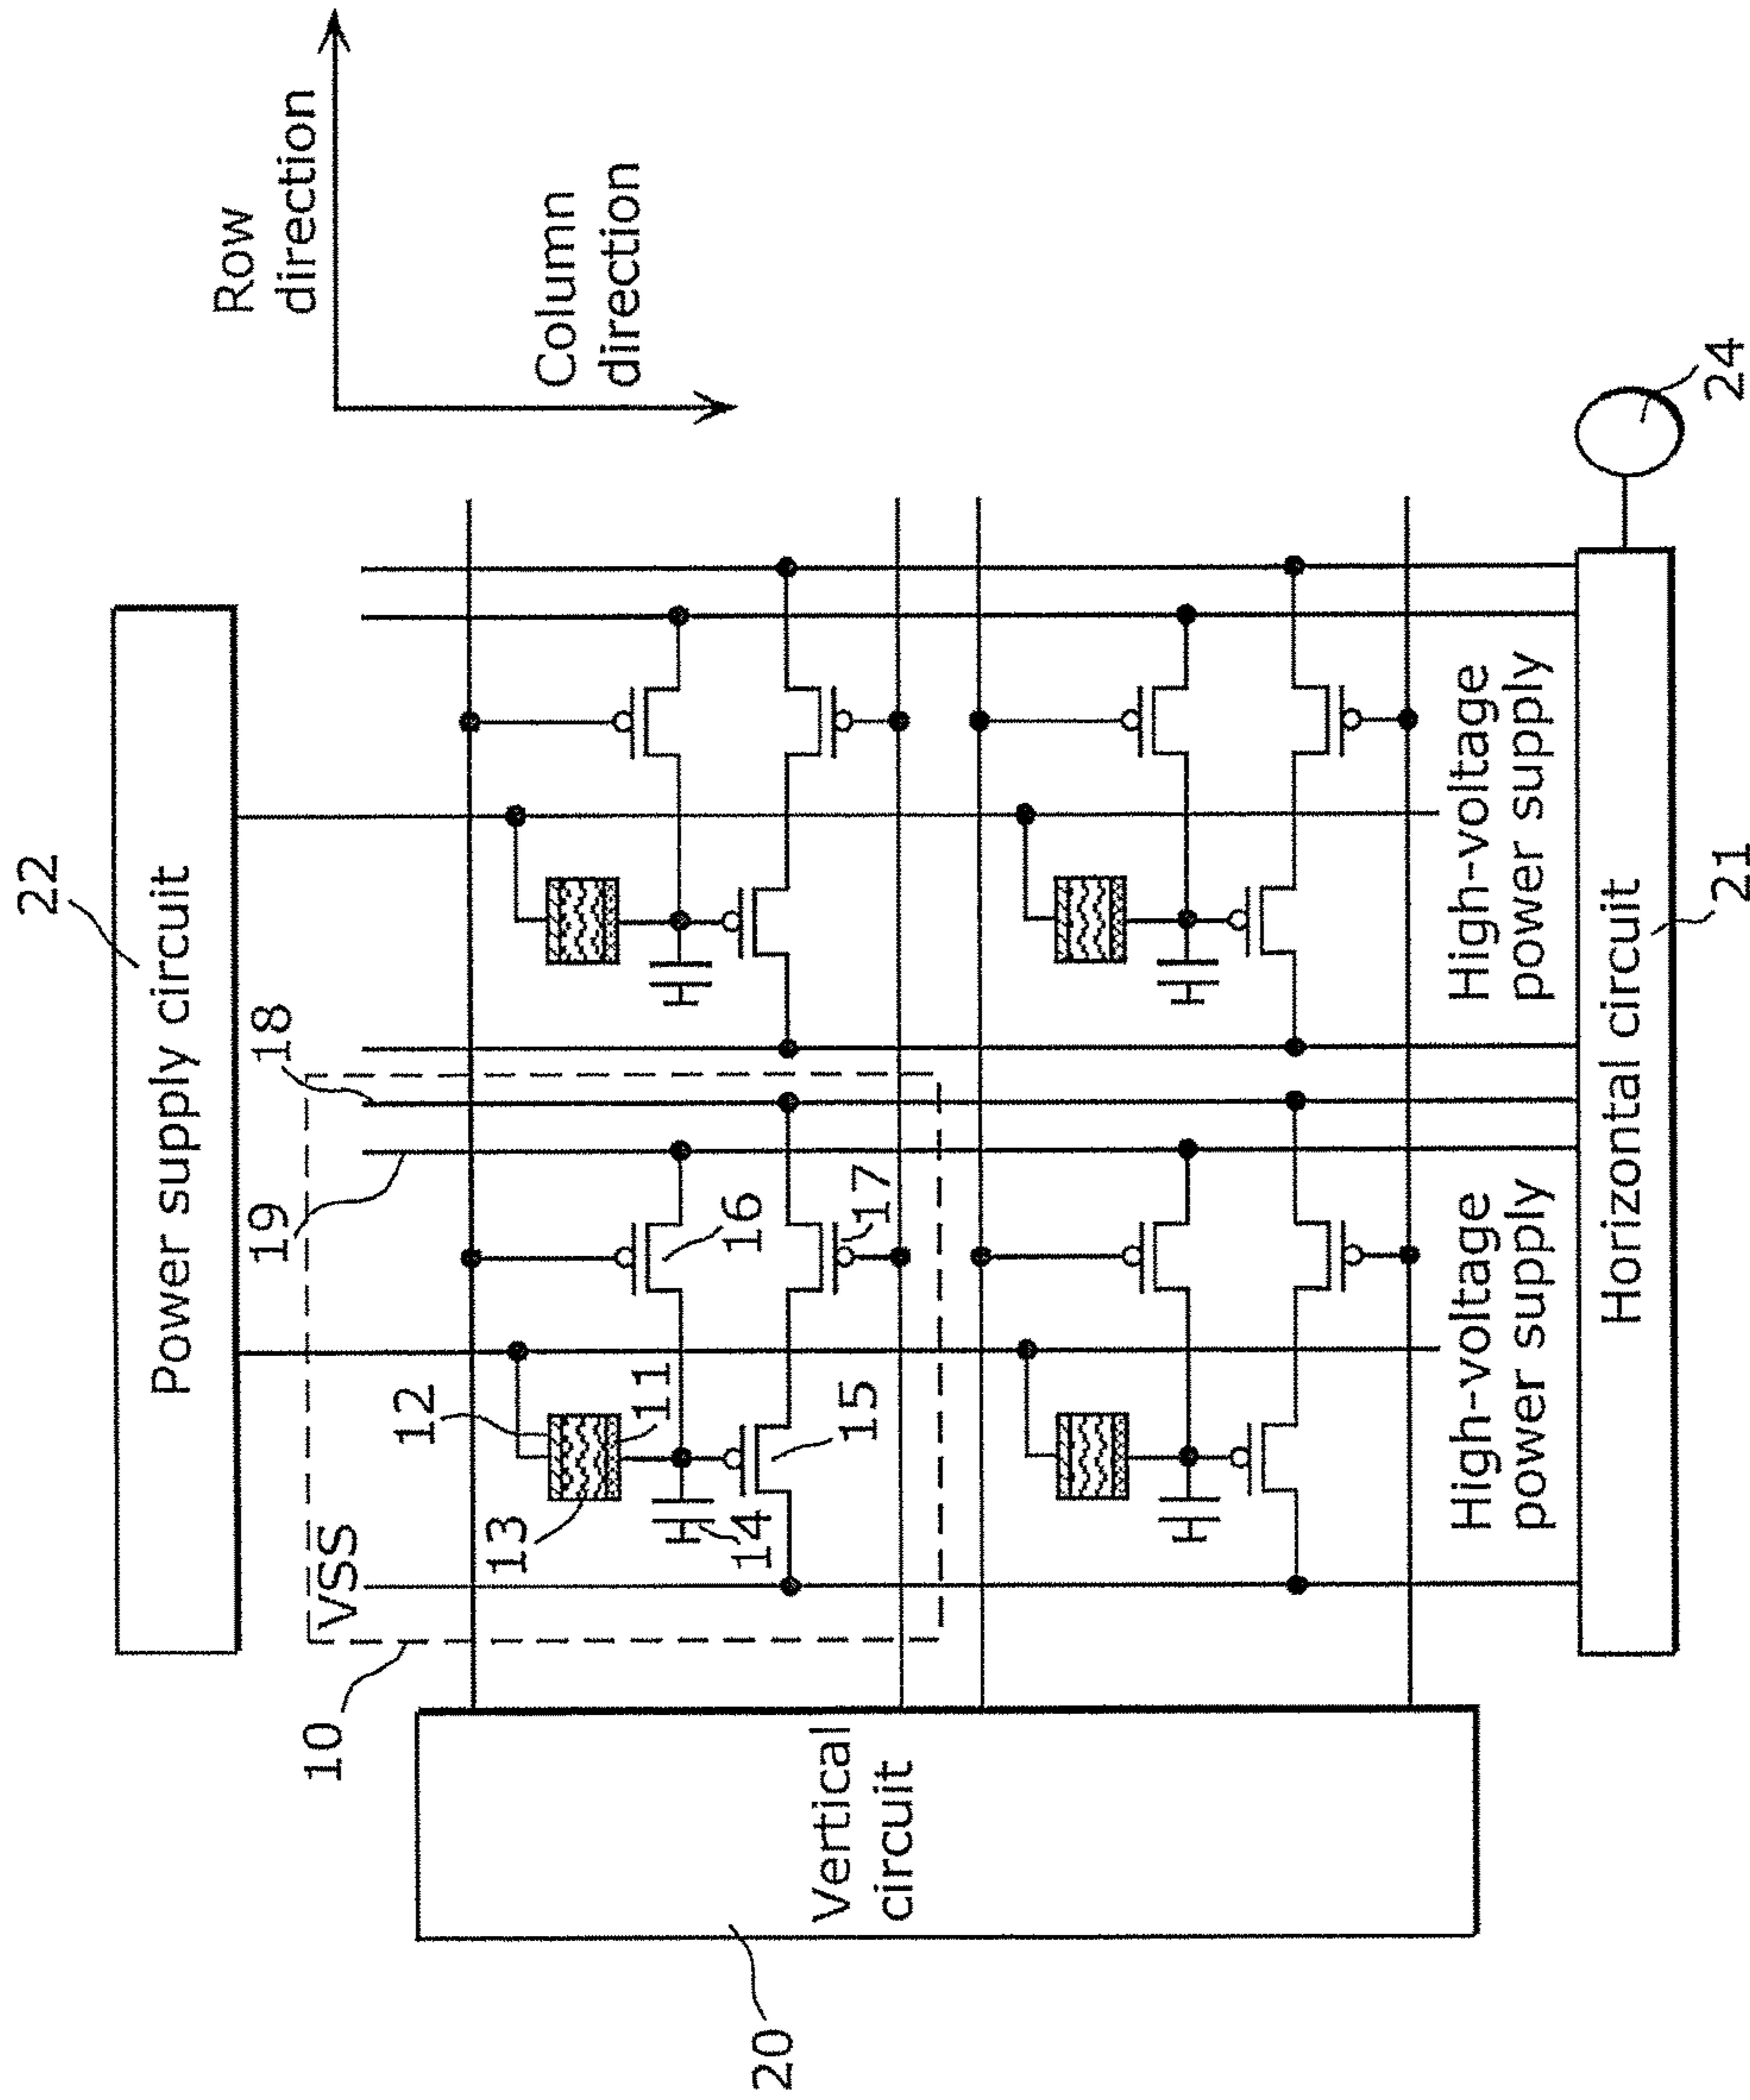 Row
direction
Column
direction
22
Power supply circuit
18
19
VSS
10
12
11
13
14
15
16
17
Vertical
circuit
20
High-voltage
power supply
High-voltage
power supply
Horizontal circuit
21
24